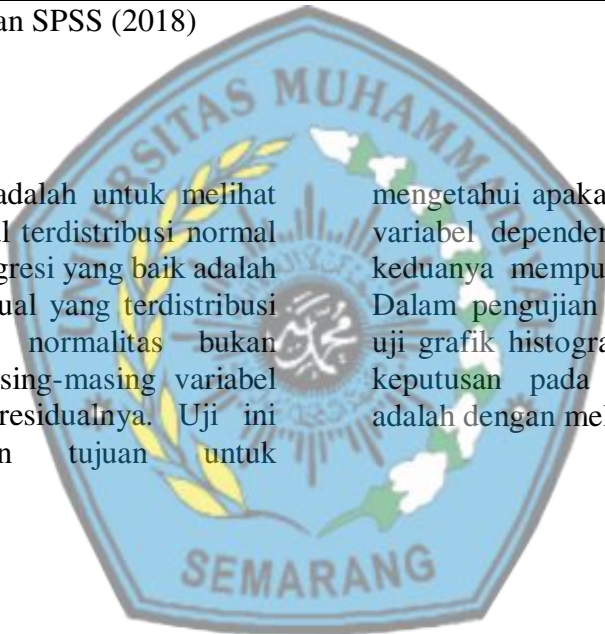 an SPSS (2018)
UNIVERSITAS MUHAMMADIYAH
SEMARANG
adalah untuk melihat
l terdistribusi normal
gresi yang baik adalah
ual yang terdistribusi
normalitas bukan
sing-masing variabel
residualnya. Uji ini
n tujuan untuk
mengetahui apaka
variabel dependen
keduanya mempu
Dalam pengujian
uji grafik histogra
keputusan pada
adalah dengan mel